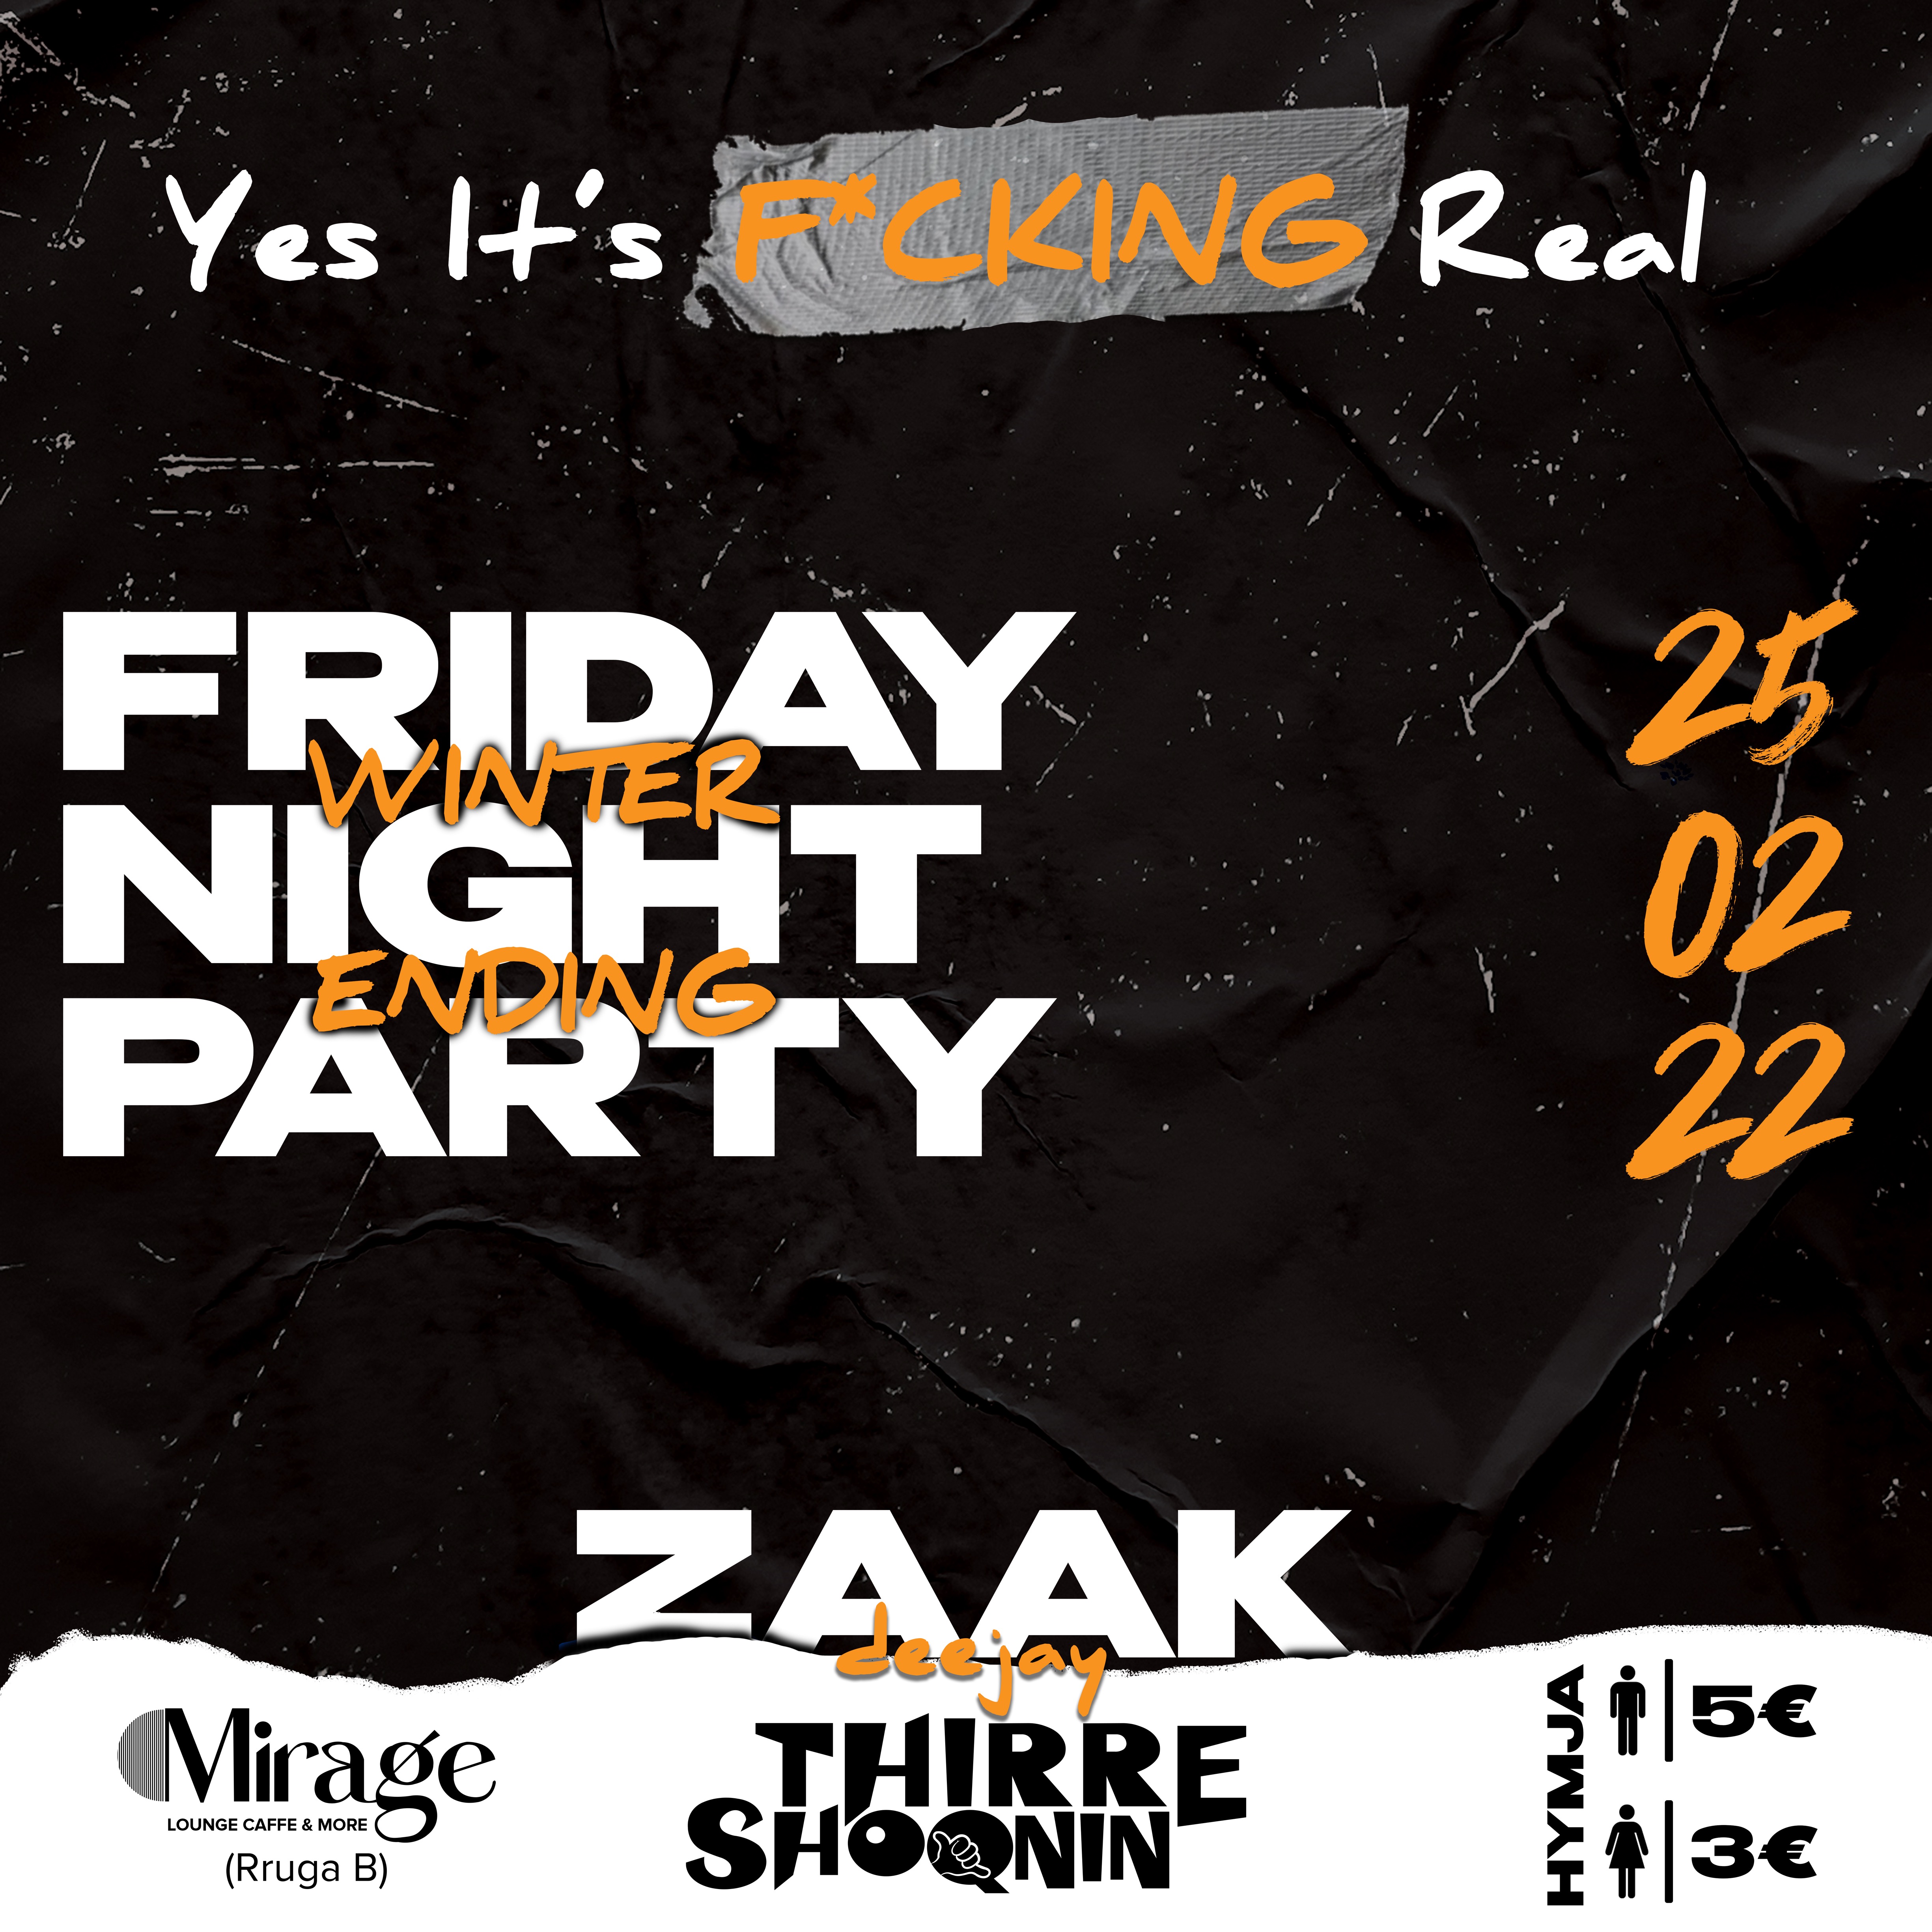 Yes It's F*CKING Real
FRIDAY
WINTER
NIGHT
ENDING
PARTY
25
02
22
ZAAK
deejay
Mirage
LOUNGE CAFFE & MORE
(Rruga B)
THIRRE
SHOQNIN
HYMJA
5€
3€